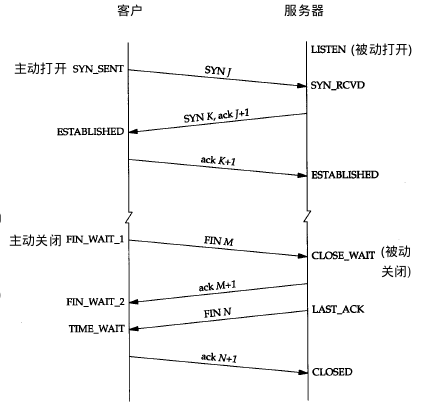 客户 服务器
LISTEN (被动打开)
主动打开 SYN_SENT
SYN J
SYN_RCVD
SYN K, ack J+1
ESTABLISHED
ack K+1
ESTABLISHED
主动关闭 FIN_WAIT_1
FIN M
CLOSE_WAIT (被动
关闭)
ack M+1
FIN_WAIT_2
FIN N
LAST_ACK
TIME_WAIT
ack N+1
CLOSED